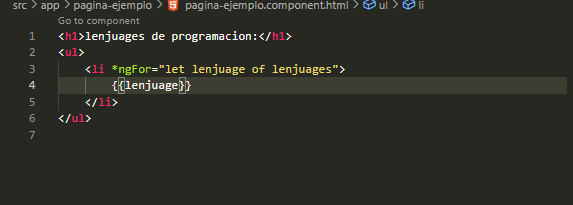 src > app > pagina-ejemplo > pagina-ejemplo.component.html > ul > li
Go to component
1 <h1>lenjuages de programacion:</h1>
2 <ul>
3 <li *ngFor="let lenjuage of lenjuages">
4 {{lenjuage}}
5 </li>
6 </ul>
7